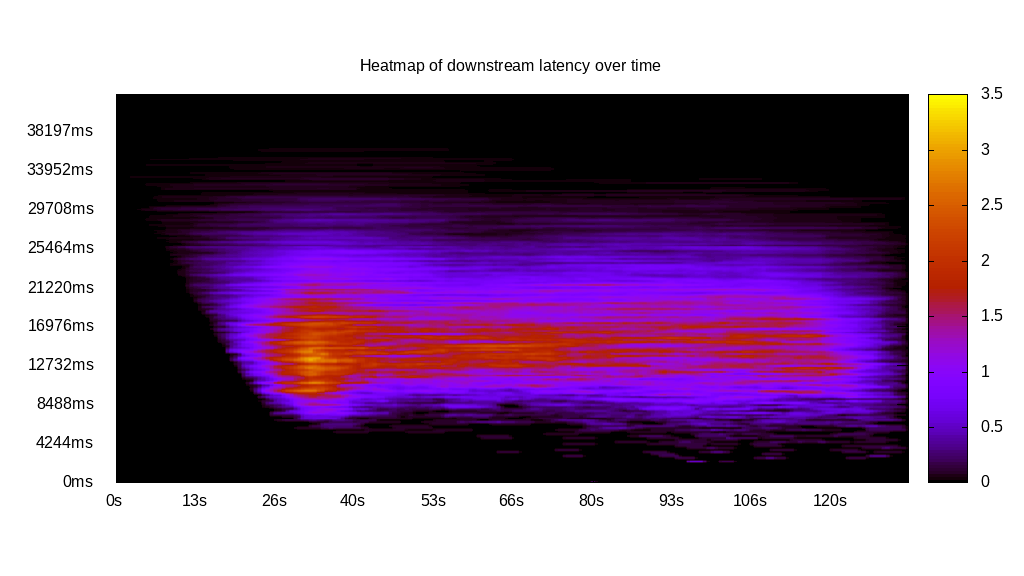 Heatmap of downstream latency over time
38197ms
33952ms
29708ms
25464ms
21220ms
16976ms
12732ms
8488ms
4244ms
0ms
0s 13s 26s 40s 53s 66s 80s 93s 106s 120s
3.5
3
2.5
2
1.5
1
0.5
0